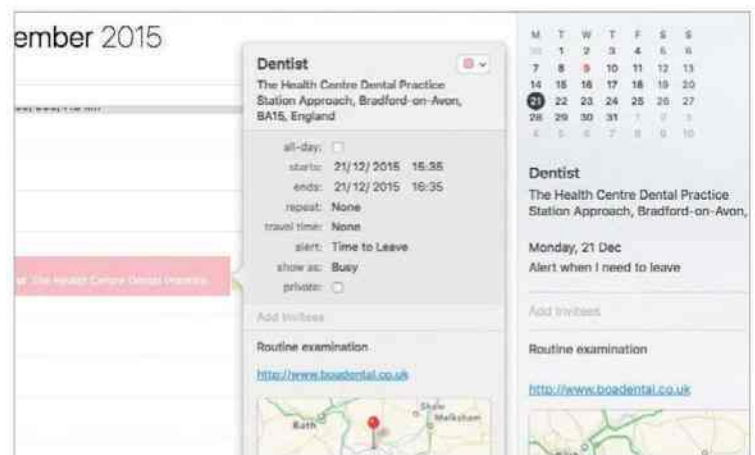 ember 2015
Dentist
The Health Centre Dental Practice
Station Approach, Bradford-on-Avon,
BA15, England
all-day:
starts: 21/12/2015 15:35
ends: 21/12/2015 16:35
repeat: None
travel time: None
alert: Time to Leave
show as: Busy
private:
Add Invitees
Routine examination
http://www.boadental.co.uk
Bath
Shaw
Melksham
The Health Centre Dental Practice
M T W T F S S
30 1 2 3 4 5 6
7 8 9 10 11 12 13
14 15 16 17 18 19 20
21 22 23 24 25 26 27
28 29 30 31 1 2 3
4 5 6 7 8 9 10
Dentist
The Health Centre Dental Practice
Station Approach, Bradford-on-Avon,
Monday, 21 Dec
Alert when I need to leave
Add Invitees
Routine examination
http://www.boadental.co.uk